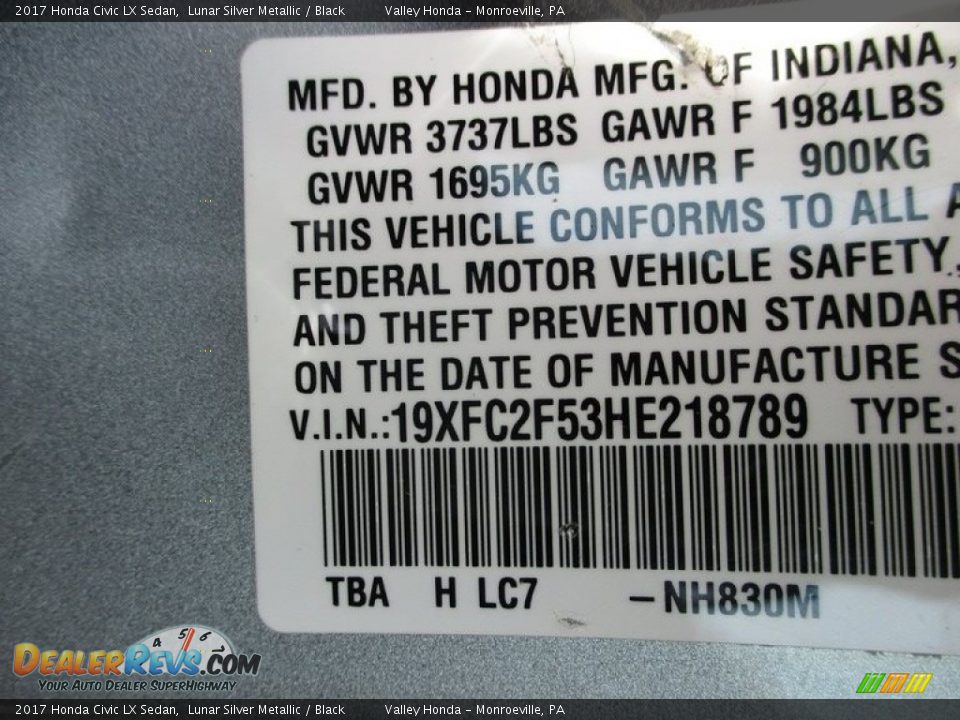 2017 Honda Civic LX Sedan, Lunar Silver Metallic / Black Valley Honda - Monroeville, PA
MFD. BY HONDA MFG. OF INDIANA,
GVWR 3737LBS GAWR F 1984LBS
GVWR 1695KG GAWR F 900KG
THIS VEHICLE CONFORMS TO ALL A
FEDERAL MOTOR VEHICLE SAFETY,
AND THEFT PREVENTION STANDAR
ON THE DATE OF MANUFACTURE S
V.I.N.:19XFC2F53HE218789 TYPE:
TBA H LC7 -NH830M
4 5 6
DEALERREVS.COM
YOUR AUTO DEALER SUPERHIGHWAY
2017 Honda Civic LX Sedan, Lunar Silver Metallic / Black Valley Honda - Monroeville, PA